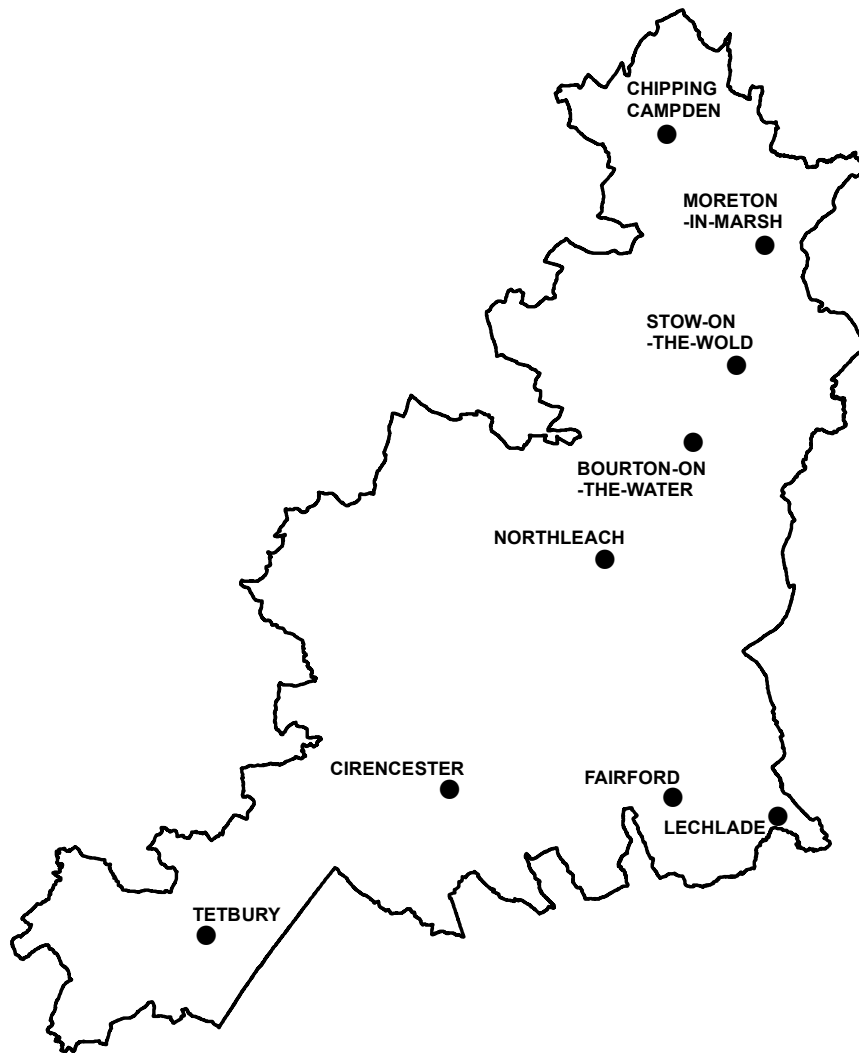 CHIPPING
CAMPDEN
MORETON
-IN-MARSH
STOW-ON
-THE-WOLD
BOURTON-ON
-THE-WATER
NORTHLEACH
CIRENCESTER
FAIRFORD
LECHLADE
TETBURY